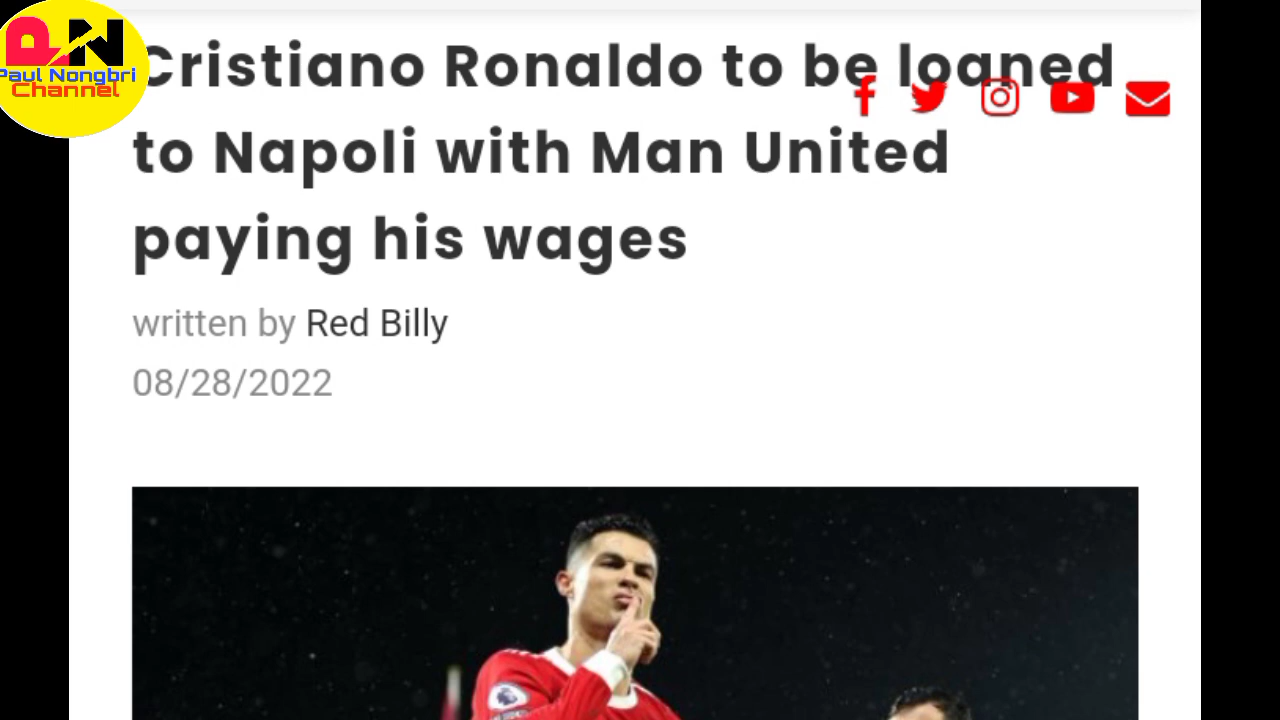 PN
Paul Nongbri
Channel
Cristiano Ronaldo to be loaned
to Napoli with Man United
paying his wages
written by Red Billy
08/28/2022